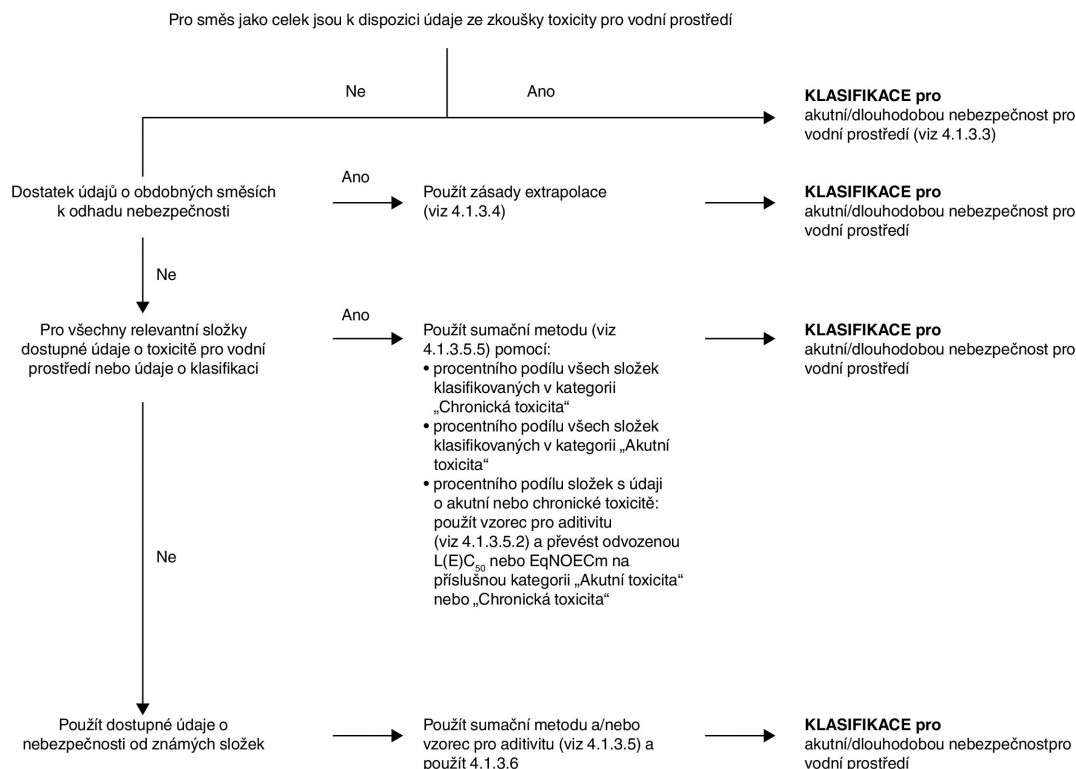 Pro směs jako celek jsou k dispozici údaje ze zkoušky toxicity pro vodní prostředí
Ne
Ano
KLASIFIKACE pro
akutní/dlouhodobou nebezpečnost pro
vodní prostředí (viz 4.1.3.3)
Dostatek údajů o obdobných směsích
k odhadu nebezpečnosti
Ano
Použít zásady extrapolace
(viz 4.1.3.4)
KLASIFIKACE pro
akutní/dlouhodobou nebezpečnost pro
vodní prostředí
Ne
Pro všechny relevantní složky
dostupné údaje o toxicitě pro vodní
prostředí nebo údaje o klasifikaci
Ano
Použít sumační metodu (viz
4.1.3.5.5) pomocí:
• procentního podílu všech složek
klasifikovaných v kategorii
„Chronická toxicita“
• procentního podílu všech složek
klasifikovaných v kategorii „Akutní
toxicita“
• procentního podílu složek s údaji
o akutní nebo chronické toxicitě:
použít vzorec pro aditivitu
(viz 4.1.3.5.2) a převést odvozenou
L(E)C50 nebo EqNOECm na
příslušnou kategorii „Akutní toxicita“
nebo „Chronická toxicita“
KLASIFIKACE pro
akutní/dlouhodobou nebezpečnost pro
vodní prostředí
Ne
Použít dostupné údaje o
nebezpečnosti od známých složek
Použít sumační metodu a/nebo
vzorec pro aditivitu (viz 4.1.3.5) a
použít 4.1.3.6
KLASIFIKACE pro
akutní/dlouhodobou nebezpečnostpro
vodní prostředí